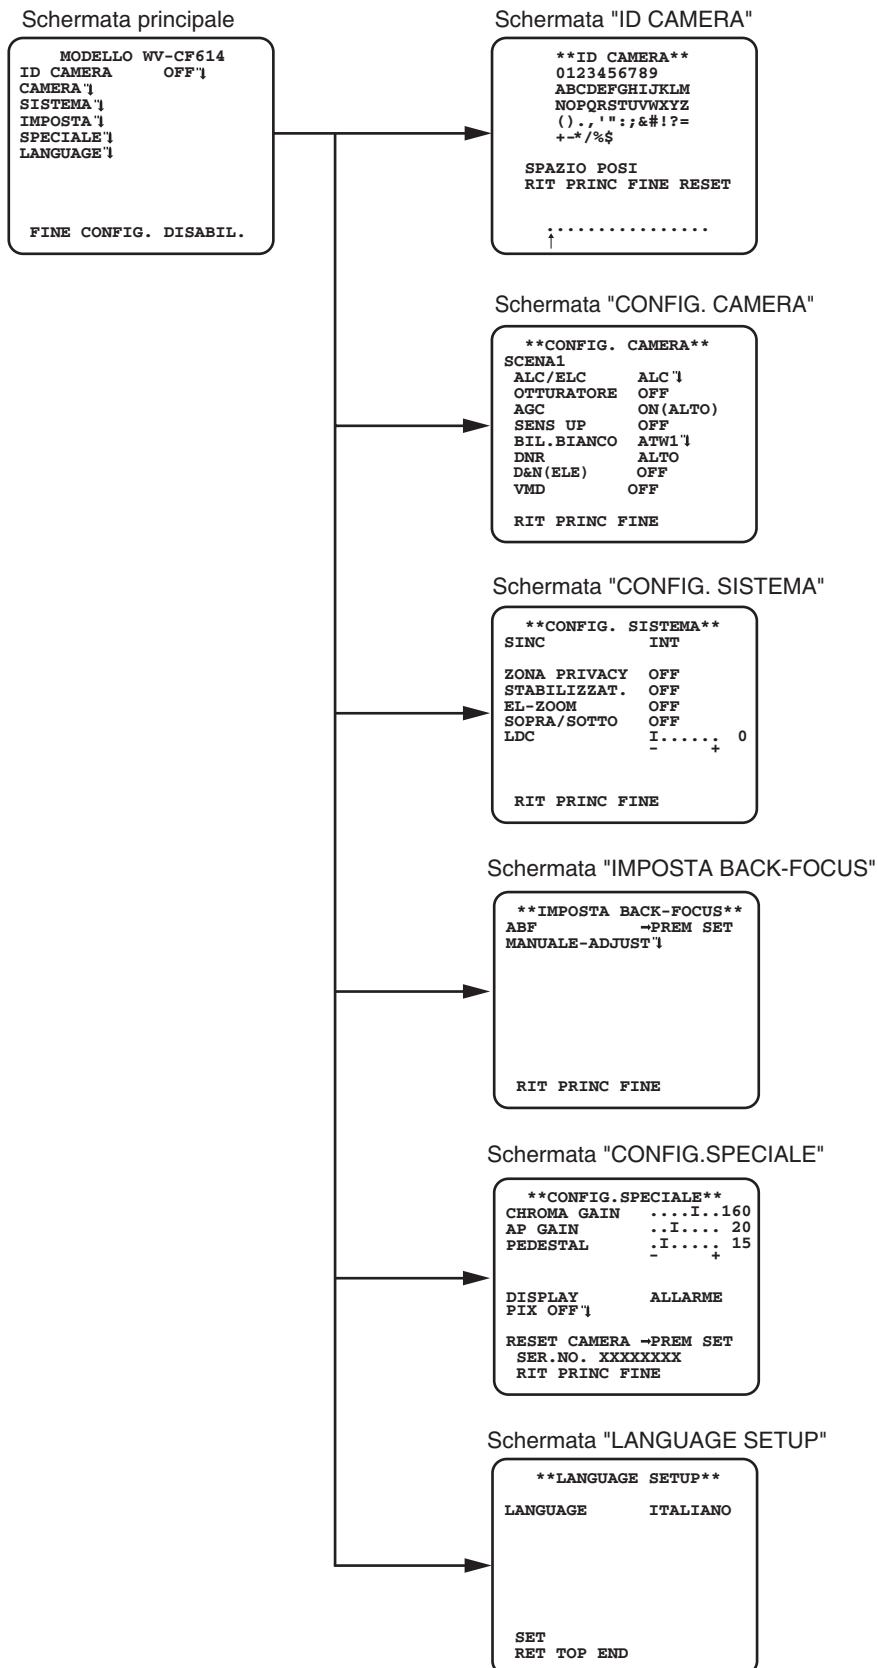 Schermata principale
MODELLO WV-CF614
ID CAMERA OFF
CAMERA
SISTEMA
IMPOSTA
SPECIALE
LANGUAGE
FINE CONFIG. DISABIL.
Schermata "ID CAMERA"
**ID CAMERA**
0123456789
ABCDEFGHIJKLM
NOPQRSTUVWXYZ
().,'":;&#!?=
+-*/%$
SPAZIO POSI
RIT PRINC FINE RESET
................
↑
Schermata "CONFIG. CAMERA"
**CONFIG. CAMERA**
SCENA1
ALC/ELC ALC
OTTURATORE OFF
AGC ON(ALTO)
SENS UP OFF
BIL.BIANCO ATW1
DNR ALTO
D&N(ELE) OFF
VMD OFF
RIT PRINC FINE
Schermata "CONFIG. SISTEMA"
**CONFIG. SISTEMA**
SINC INT
ZONA PRIVACY OFF
STABILIZZAT. OFF
EL-ZOOM OFF
SOPRA/SOTTO OFF
LDC I...... 0
- +
RIT PRINC FINE
Schermata "IMPOSTA BACK-FOCUS"
**IMPOSTA BACK-FOCUS**
ABF →PREM SET
MANUALE-ADJUST
RIT PRINC FINE
Schermata "CONFIG.SPECIALE"
**CONFIG.SPECIALE**
CHROMA GAIN ....I..160
AP GAIN ..I.... 20
PEDESTAL .I..... 15
- +
DISPLAY ALLARME
PIX OFF
RESET CAMERA →PREM SET
SER.NO. XXXXXXXX
RIT PRINC FINE
Schermata "LANGUAGE SETUP"
**LANGUAGE SETUP**
LANGUAGE ITALIANO
SET
RET TOP END